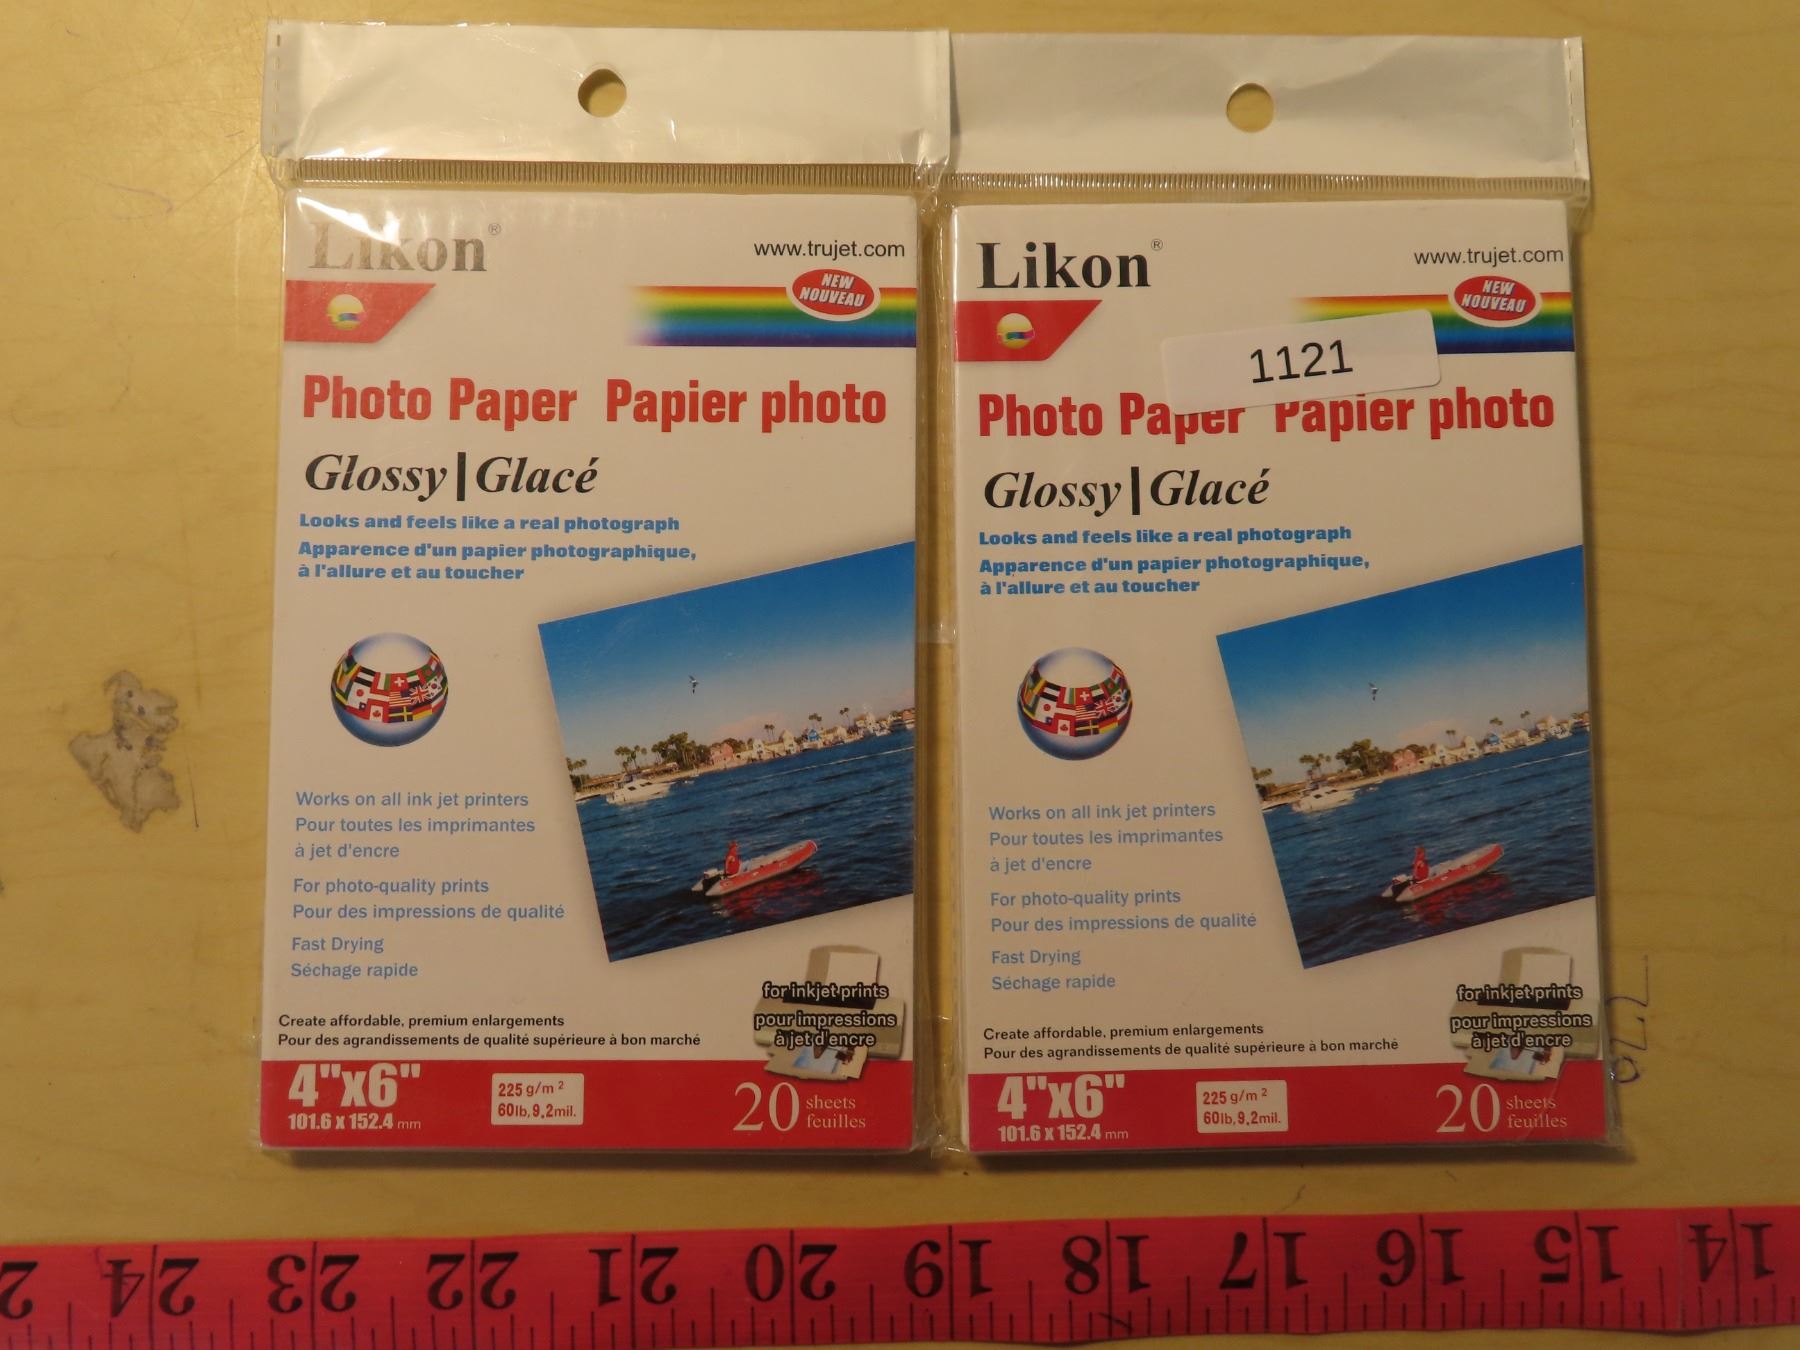 Likon®
www.trujet.com
NEW
NOUVEAU
Photo Paper Papier photo
Glossy | Glacé
Looks and feels like a real photograph
Apparence d'un papier photographique,
à l'allure et au toucher
Works on all ink jet printers
Pour toutes les imprimantes
à jet d'encre
For photo-quality prints
Pour des impressions de qualité
Fast Drying
Séchage rapide
for inkjet prints
pour impressions
à jet d'encre
Create affordable, premium enlargements
Pour des agrandissements de qualité supérieure à bon marché
4"x6"
101.6 x 152.4 mm
225 g/m 2
60lb,9.2mil.
20 sheets
feuilles
Likon®
www.trujet.com
NEW
NOUVEAU
1121
Photo Paper Papier photo
Glossy | Glacé
Looks and feels like a real photograph
Apparence d'un papier photographique,
à l'allure et au toucher
Works on all ink jet printers
Pour toutes les imprimantes
à jet d'encre
For photo-quality prints
Pour des impressions de qualité
Fast Drying
Séchage rapide
for inkjet prints
pour impressions
à jet d'encre
Create affordable, premium enlargements
Pour des agrandissements de qualité supérieure à bon marché
4"x6"
101.6 x 152.4 mm
225 g/m 2
60lb,9.2mil.
20 sheets
feuilles
14 15 16 17 18 19 20 21 22 23 24 2